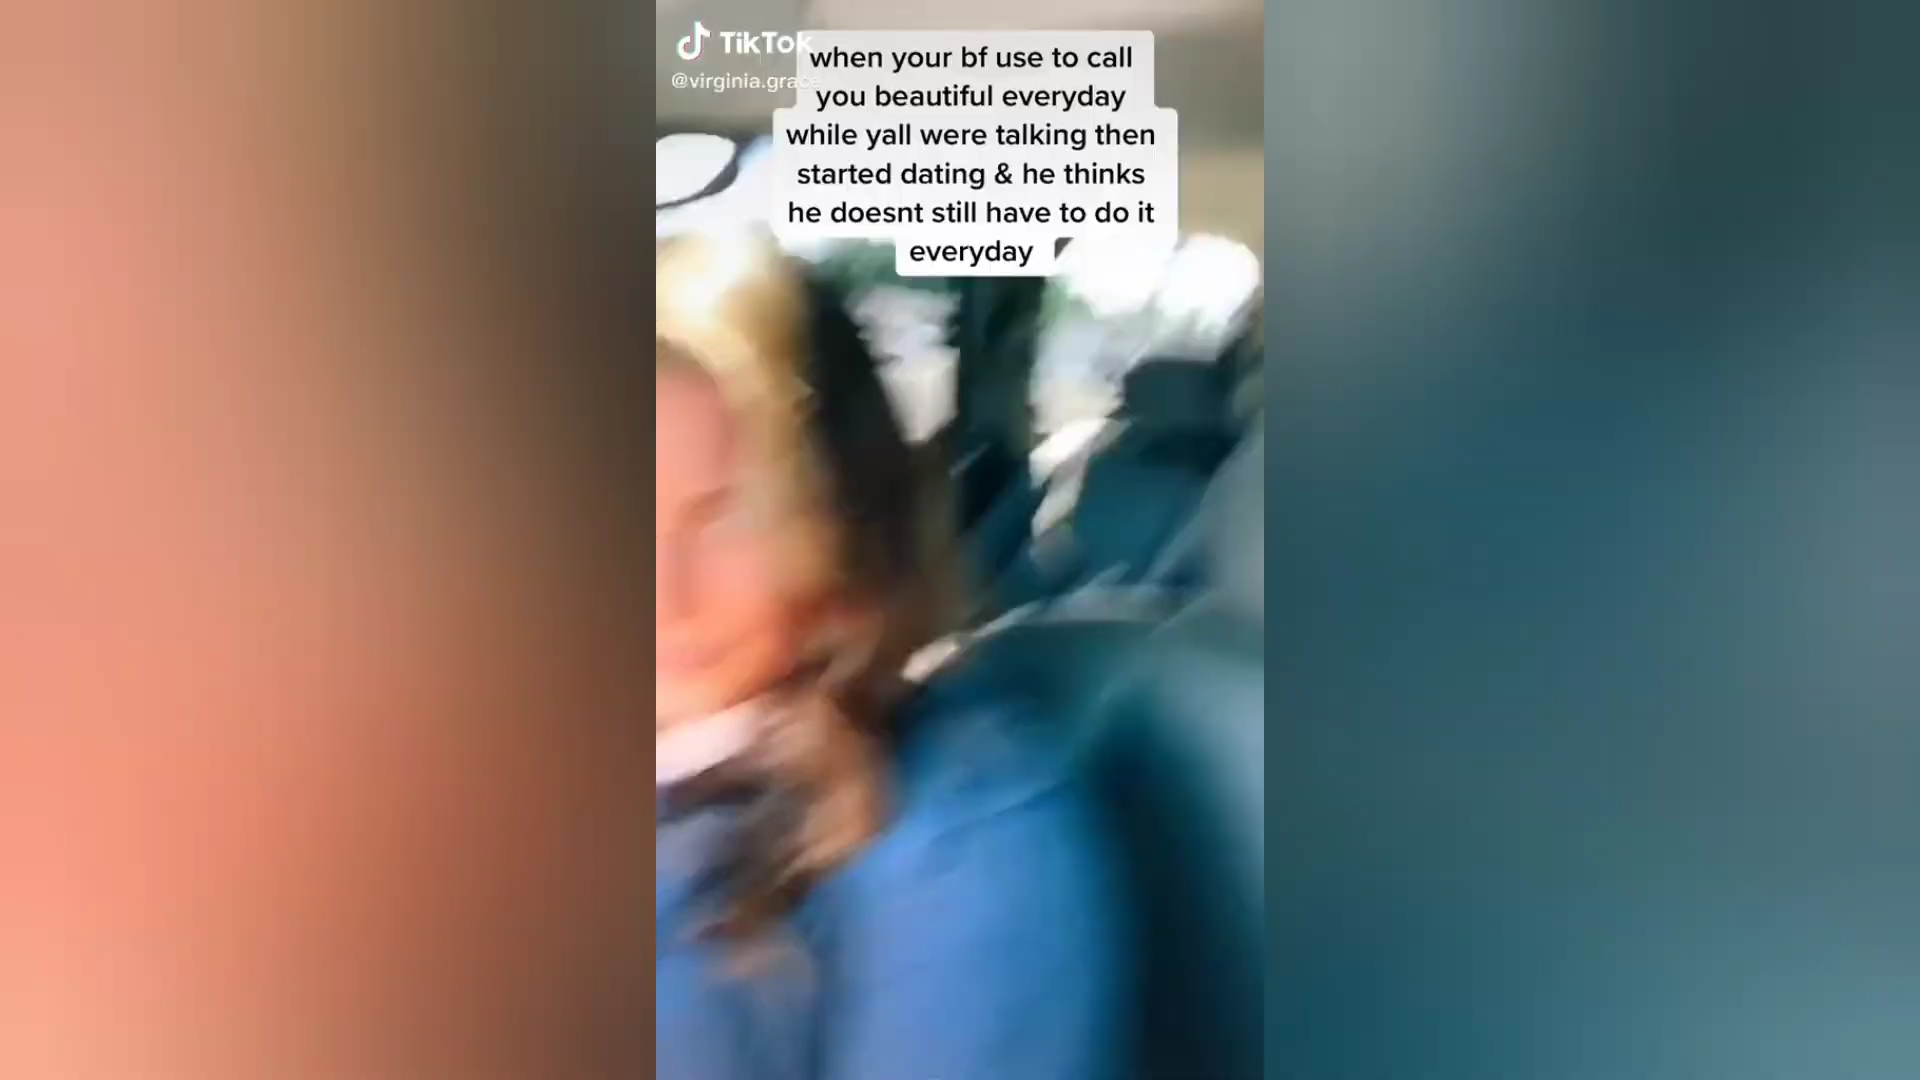 TikTok
@virginia.grace
when your bf use to call
you beautiful everyday
while yall were talking then
started dating & he thinks
he doesnt still have to do it
everyday